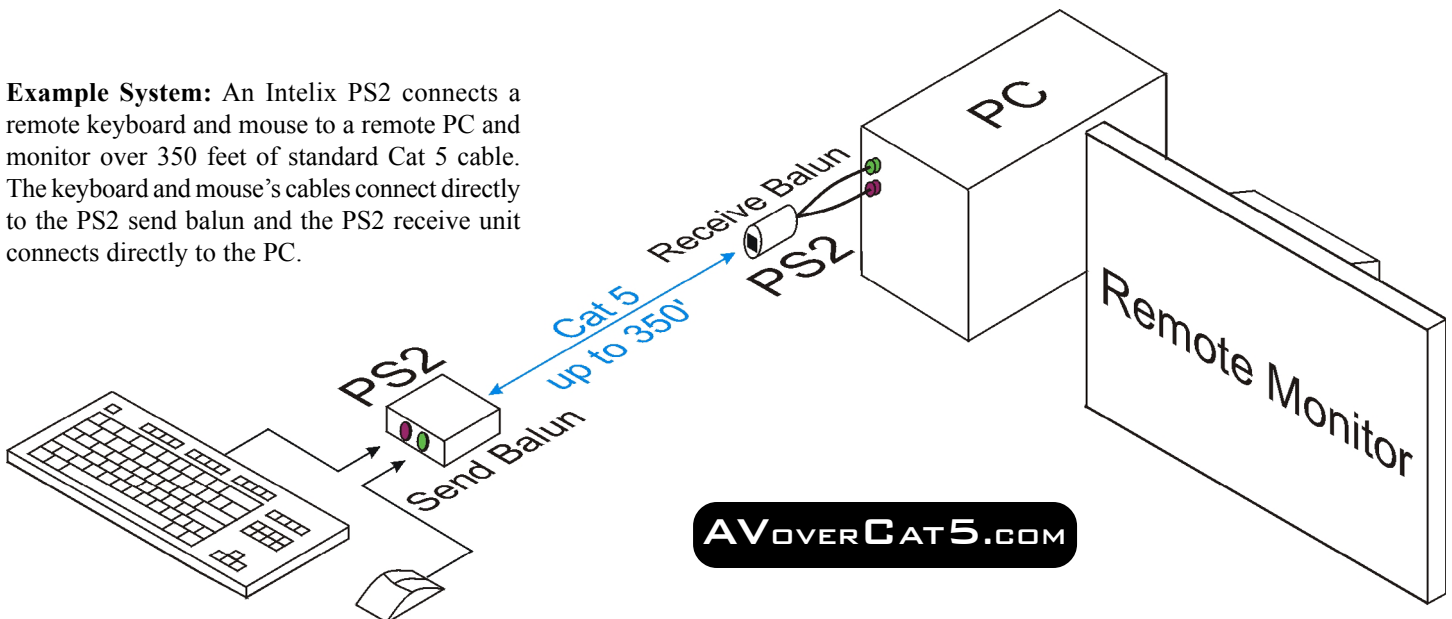 Example System: An Intelix PS2 connects a
remote keyboard and mouse to a remote PC and
monitor over 350 feet of standard Cat 5 cable.
The keyboard and mouse's cables connect directly
to the PS2 send balun and the PS2 receive unit
connects directly to the PC.
PC
Receive Balun
PS2
Remote Monitor
Cat 5
up to 350'
PS2
Send Balun
AVOVERCAT5.COM